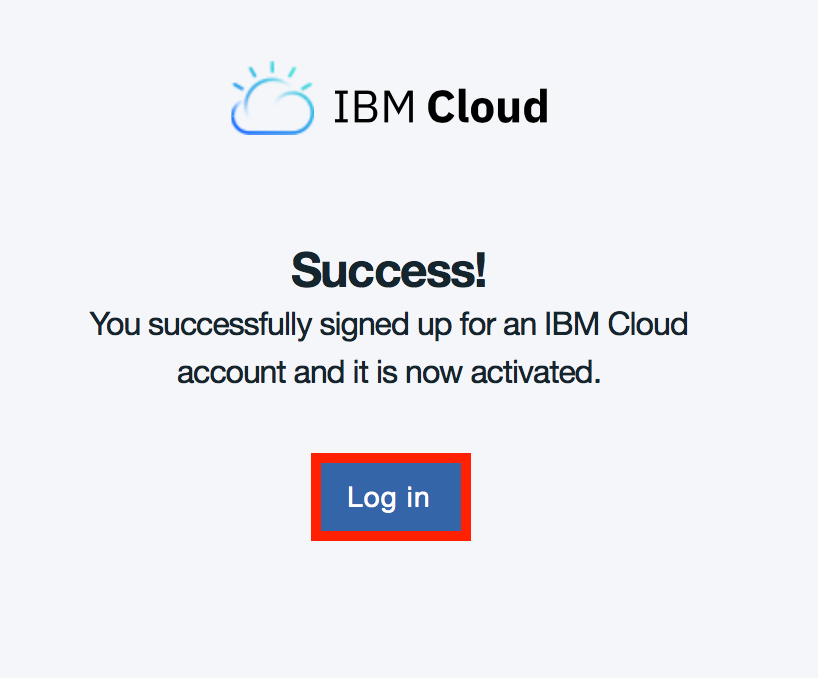 IBM Cloud
Success!
You successfully signed up for an IBM Cloud
account and it is now activated.
Log in